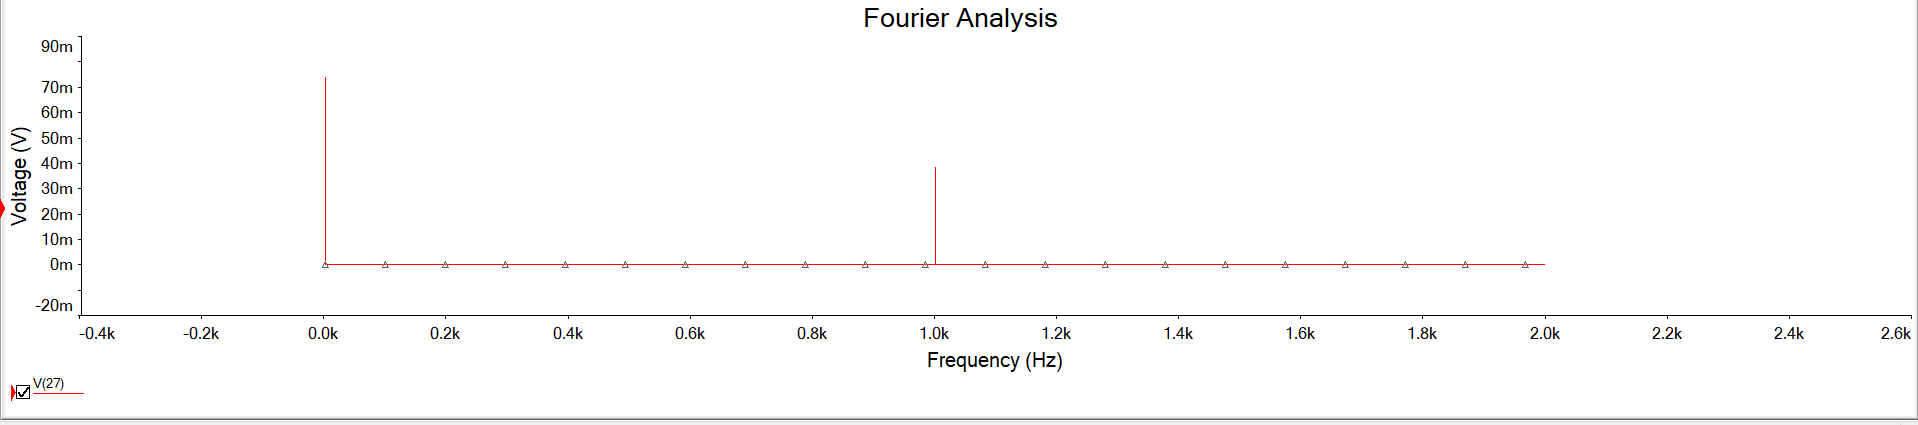 Fourier Analysis
90m
70m
60m
50m
40m
30m
20m
10m
0m
-20m
Voltage (V)
-0.4k -0.2k 0.0k 0.2k 0.4k 0.6k 0.8k 1.0k 1.2k 1.4k 1.6k 1.8k 2.0k 2.2k 2.4k 2.6k
Frequency (Hz)
V(27)